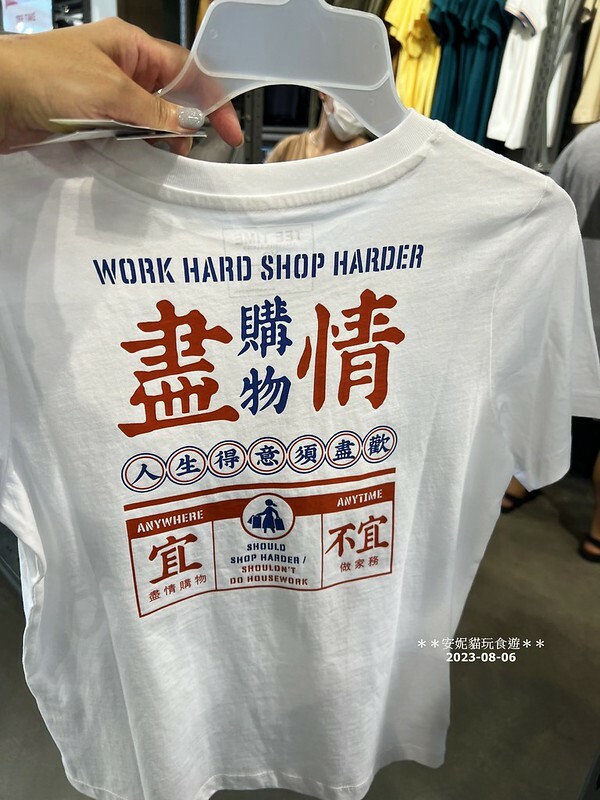 WORK HARD SHOP HARDER
盡購物情
人生得意須盡歡
ANYWHERE
宜
盡情購物
SHOULD
SHOP HARDER /
SHOULDN'T
DO HOUSEWORK
ANYTIME
不宜
做家務
**安妮貓玩食遊**
2023-08-06